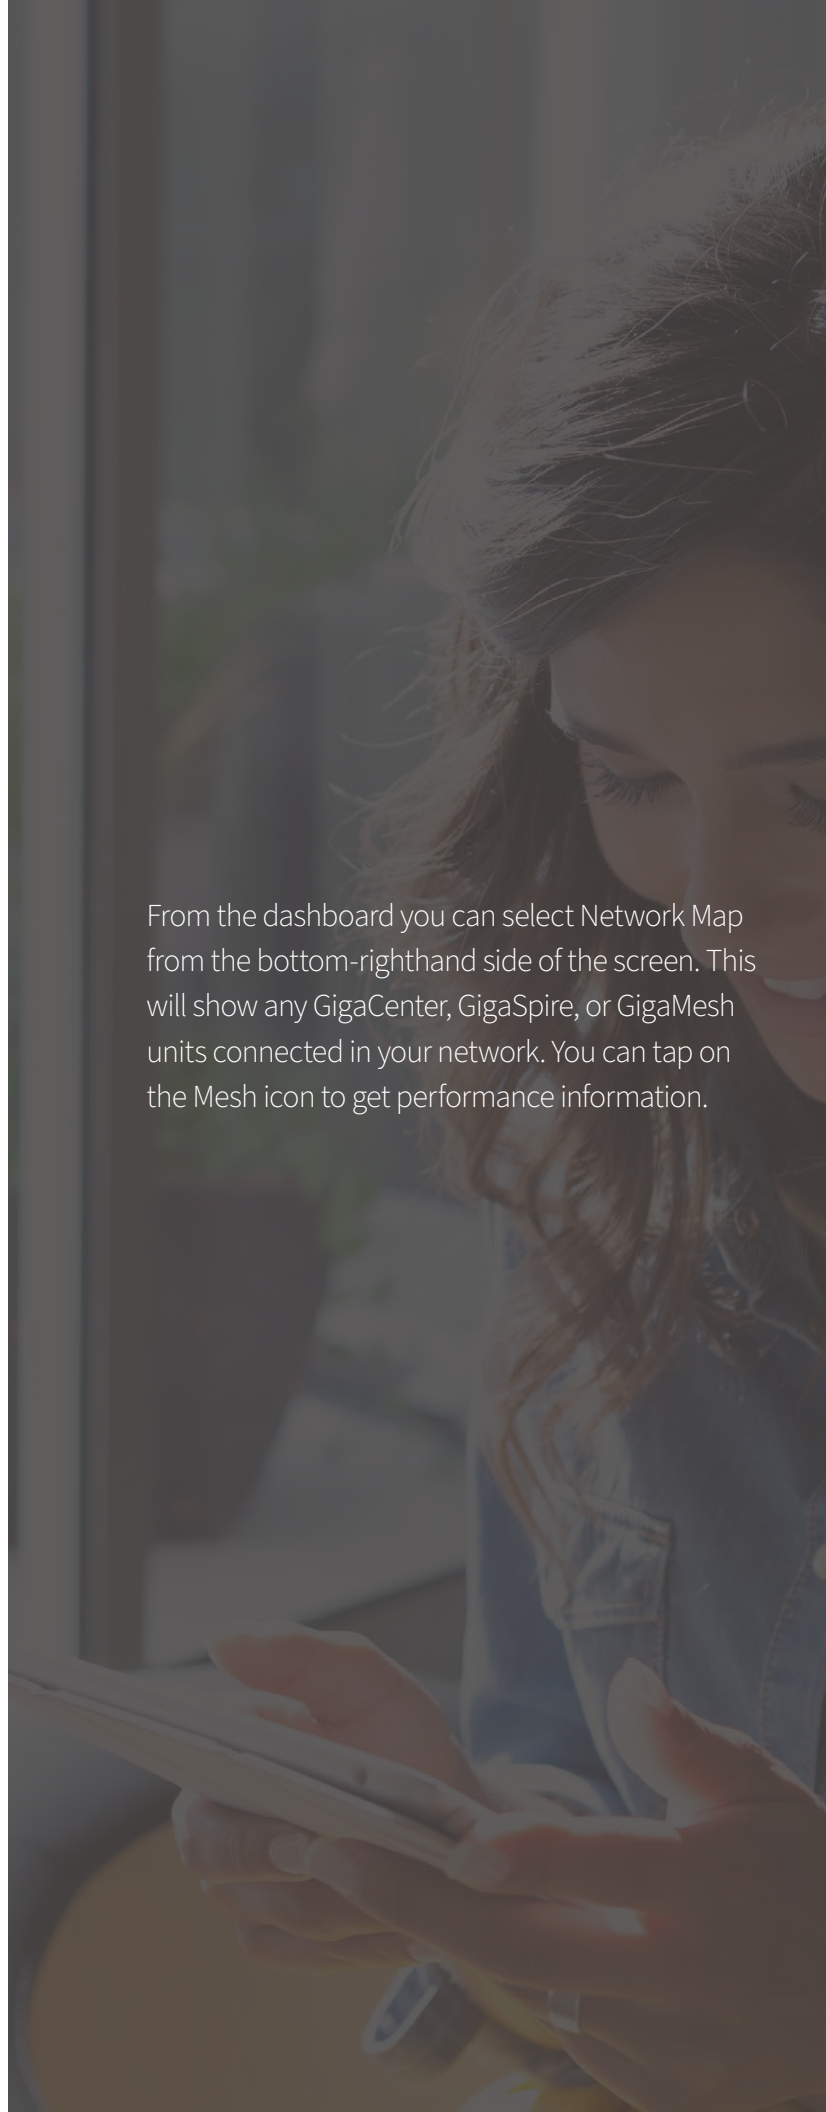 From the dashboard you can select Network Map
from the bottom-righthand side of the screen. This
will show any GigaCenter, GigaSpire, or GigaMesh
units connected in your network. You can tap on
the Mesh icon to get performance information.